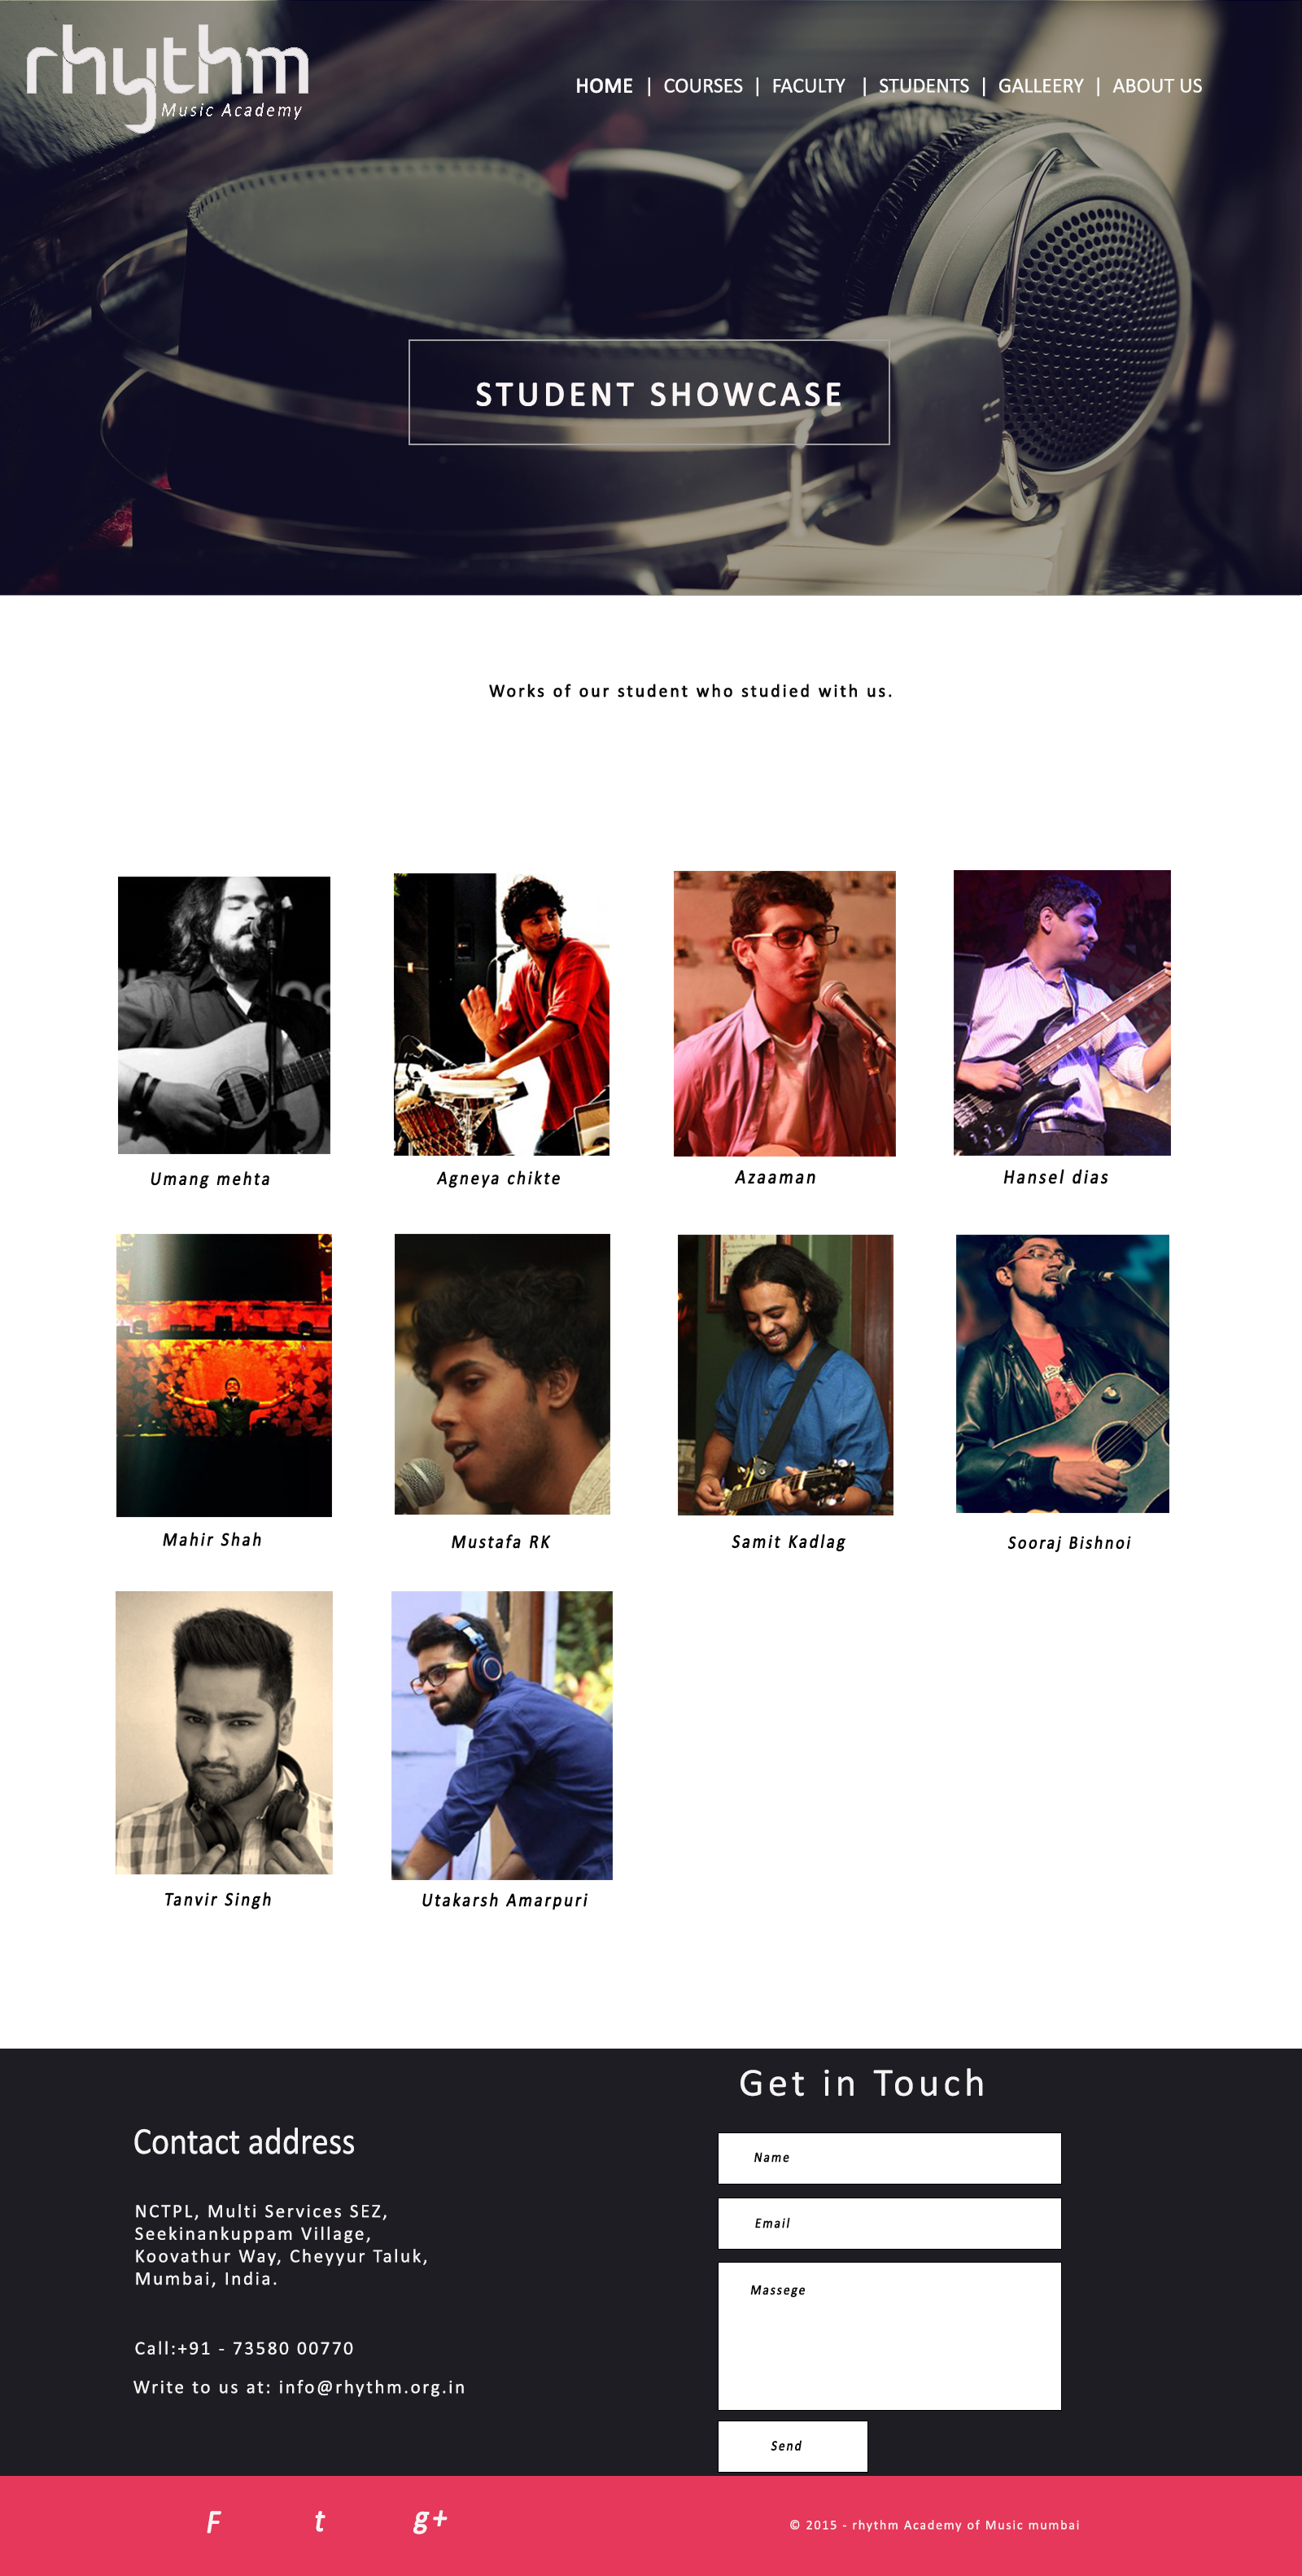 rhythm
Music Academy
HOME | COURSES | FACULTY | STUDENTS | GALLEERY | ABOUT US
STUDENT SHOWCASE
Works of our student who studied with us.
Umang mehta
Agneya chikte
Azaaman
Hansel dias
Mahir Shah
Mustafa RK
Samit Kadlag
Sooraj Bishnoi
Tanvir Singh
Utakarsh Amarpuri
Get in Touch
Contact address
NCTPL, Multi Services SEZ,
Seekinankuppam Village,
Koovathur Way, Cheyyur Taluk,
Mumbai, India.
Call:+91 - 73580 00770
Write to us at: info@rhythm.org.in
Name
Email
Massege
Send
F t g+
© 2015 - rhythm Academy of Music mumbai